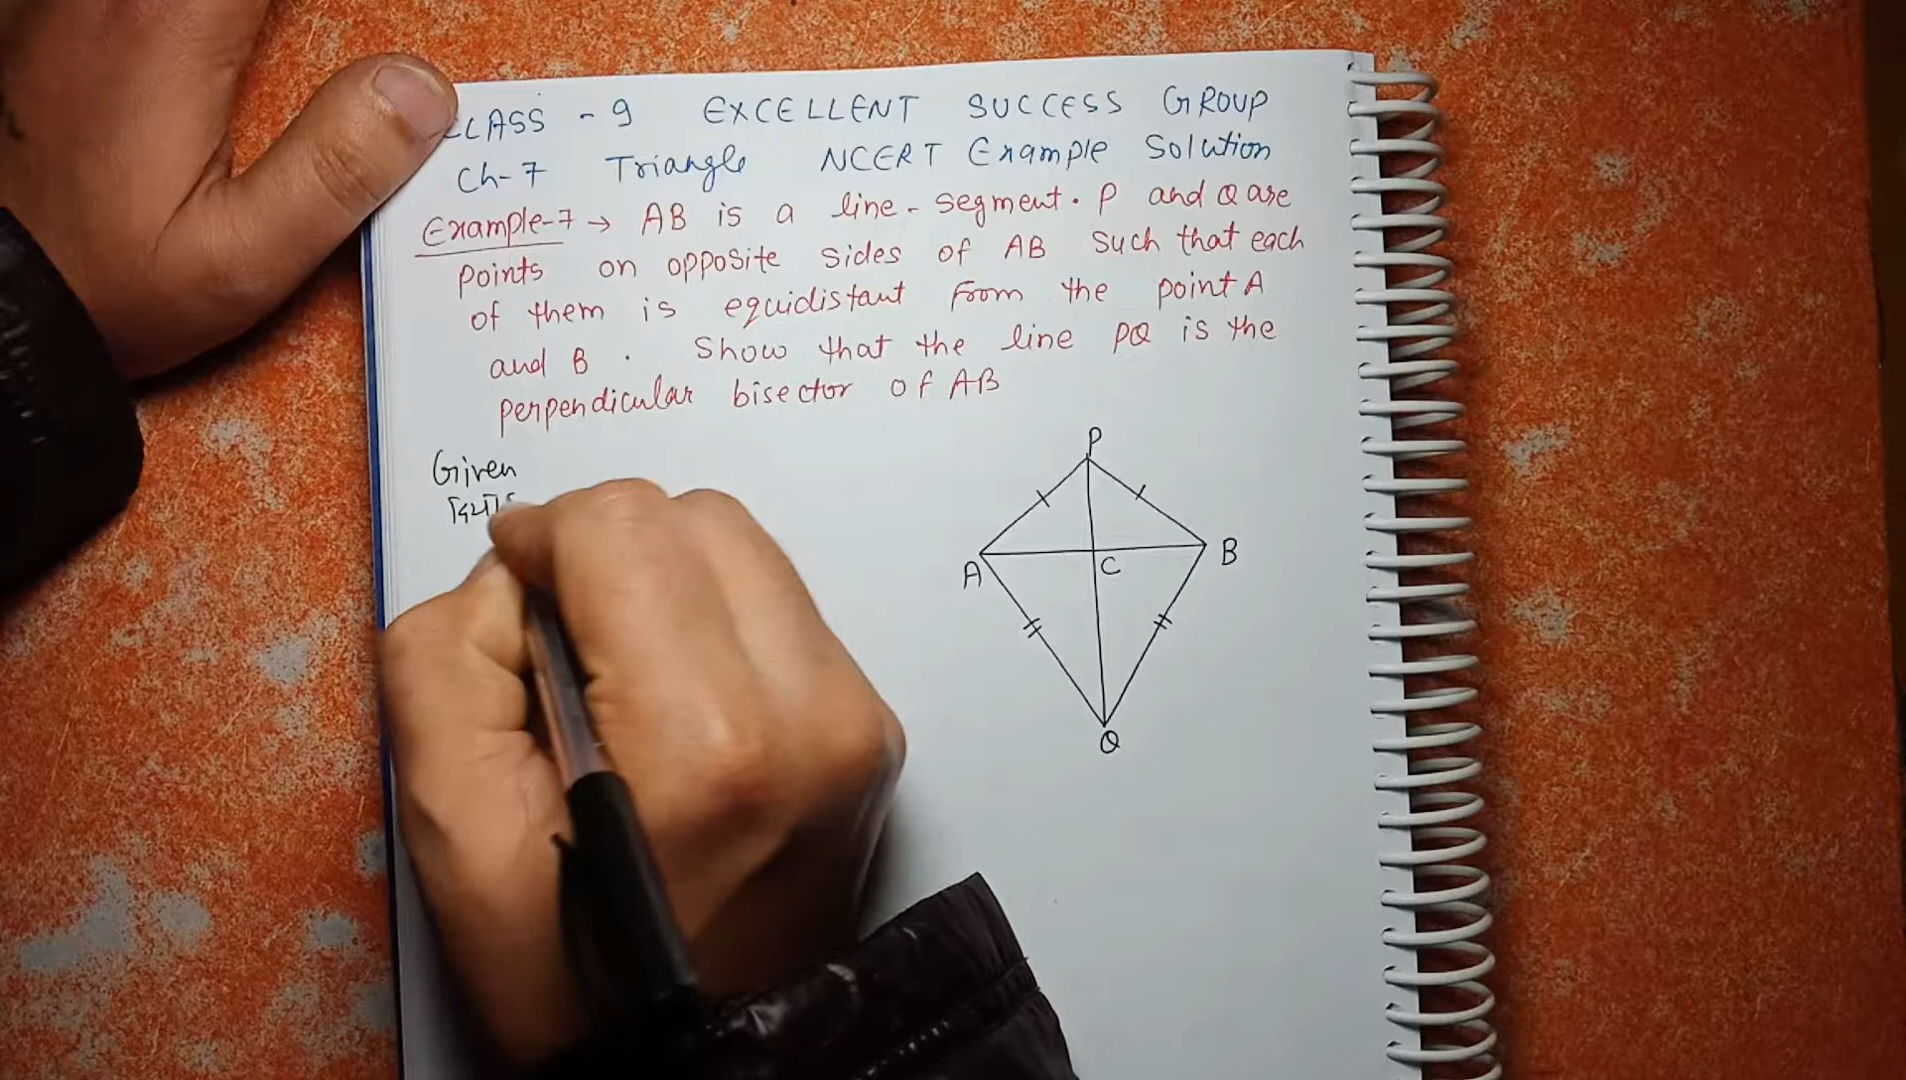 CLASS - 9 EXCELLENT SUCCESS GROUP
Ch-7 Triangle NCERT Example Solution
Example-7 → AB is a line-segment. P and Q are
points on opposite sides of AB such that each
of them is equidistant from the point A
and B. Show that the line PQ is the
perpendicular bisector of AB
Given
P
A
C
B
Q